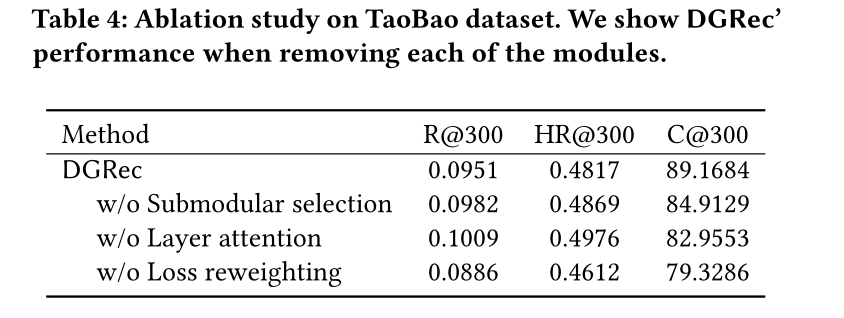 Table 4: Ablation study on TaoBao dataset. We show DGRec'
performance when removing each of the modules.
Method R@300 HR@300 C@300
DGRec 0.0951 0.4817 89.1684
w/o Submodular selection 0.0982 0.4869 84.9129
w/o Layer attention 0.1009 0.4976 82.9553
w/o Loss reweighting 0.0886 0.4612 79.3286